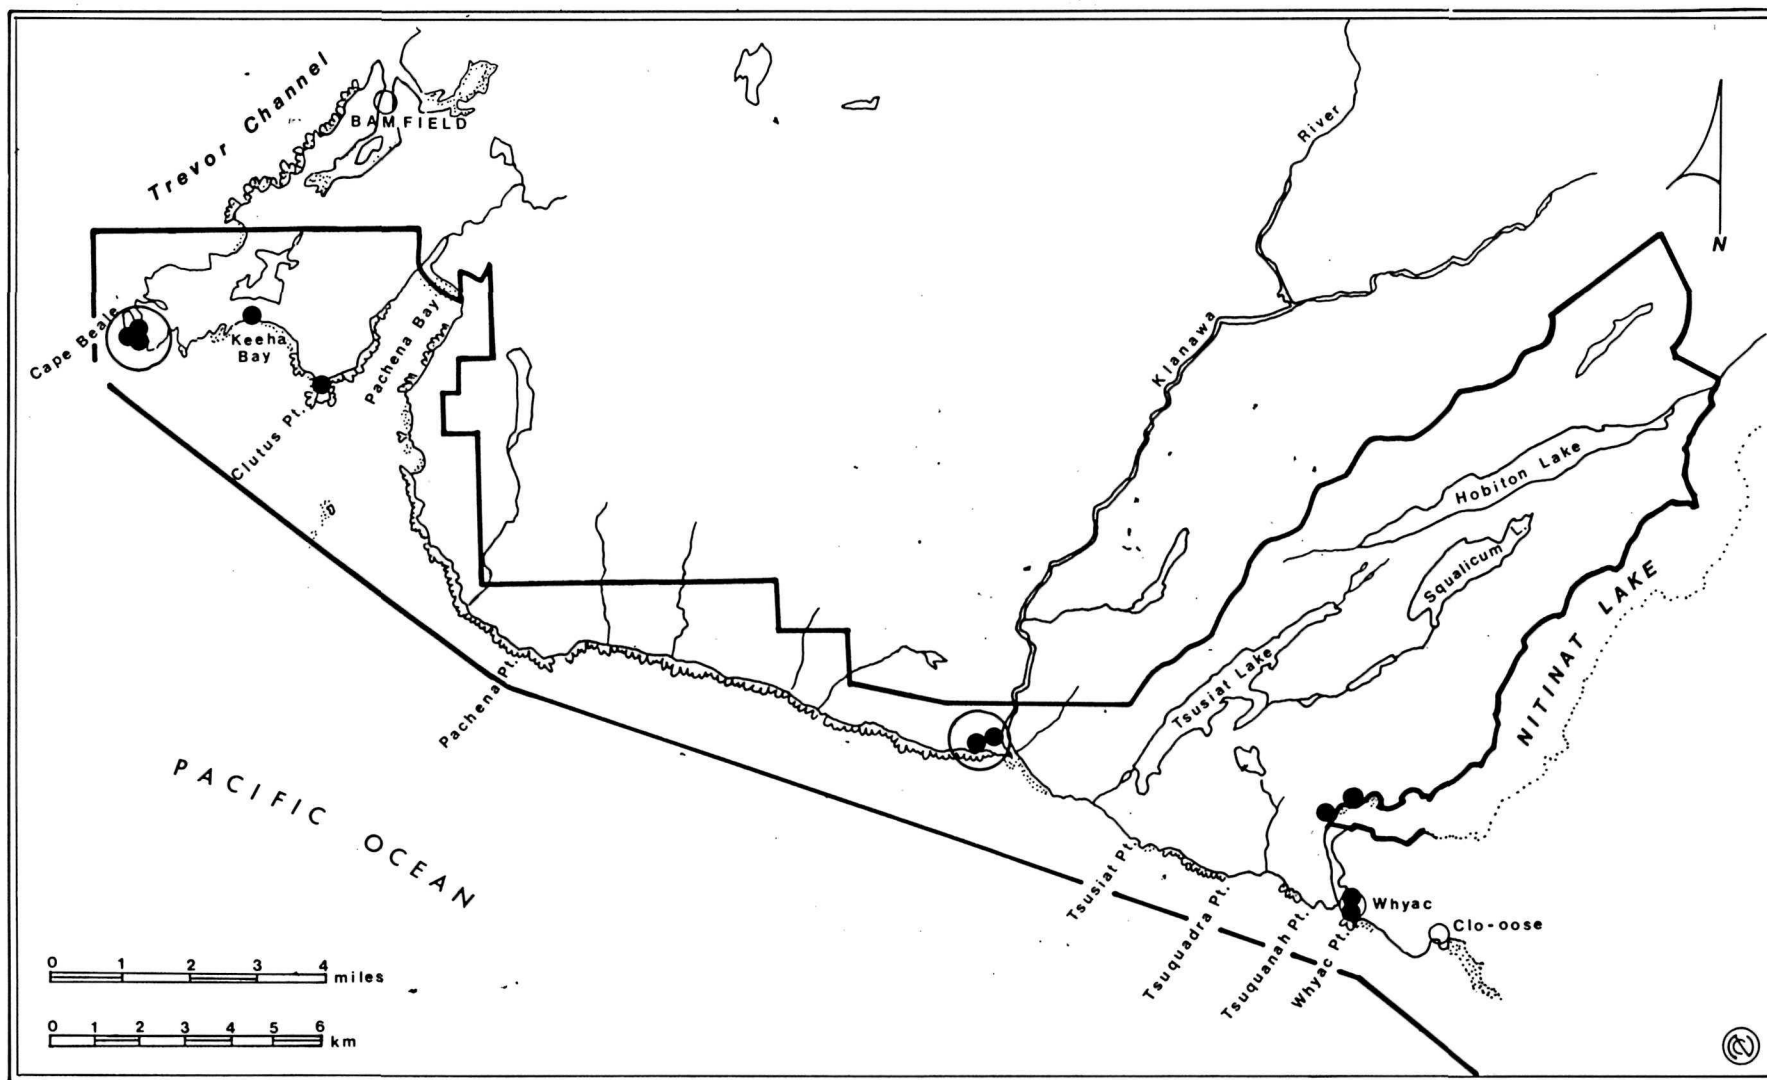 Trevor Channel
BAMFIELD
River
N
Cape Beale
Keeha
Bay
Pachena Bay
Klanawa
Clutus Pt.
Hobiton Lake
Squalicum L.
NITINAT LAKE
Tsusiat Lake
Pachena Pt.
PACIFIC OCEAN
Tsusiat Pt.
Tsuquadra Pt.
Tsuquanah Pt.
Whyac Pt.
Whyac
Clo-oose
0 1 2 3 4 miles
0 1 2 3 4 5 6 km